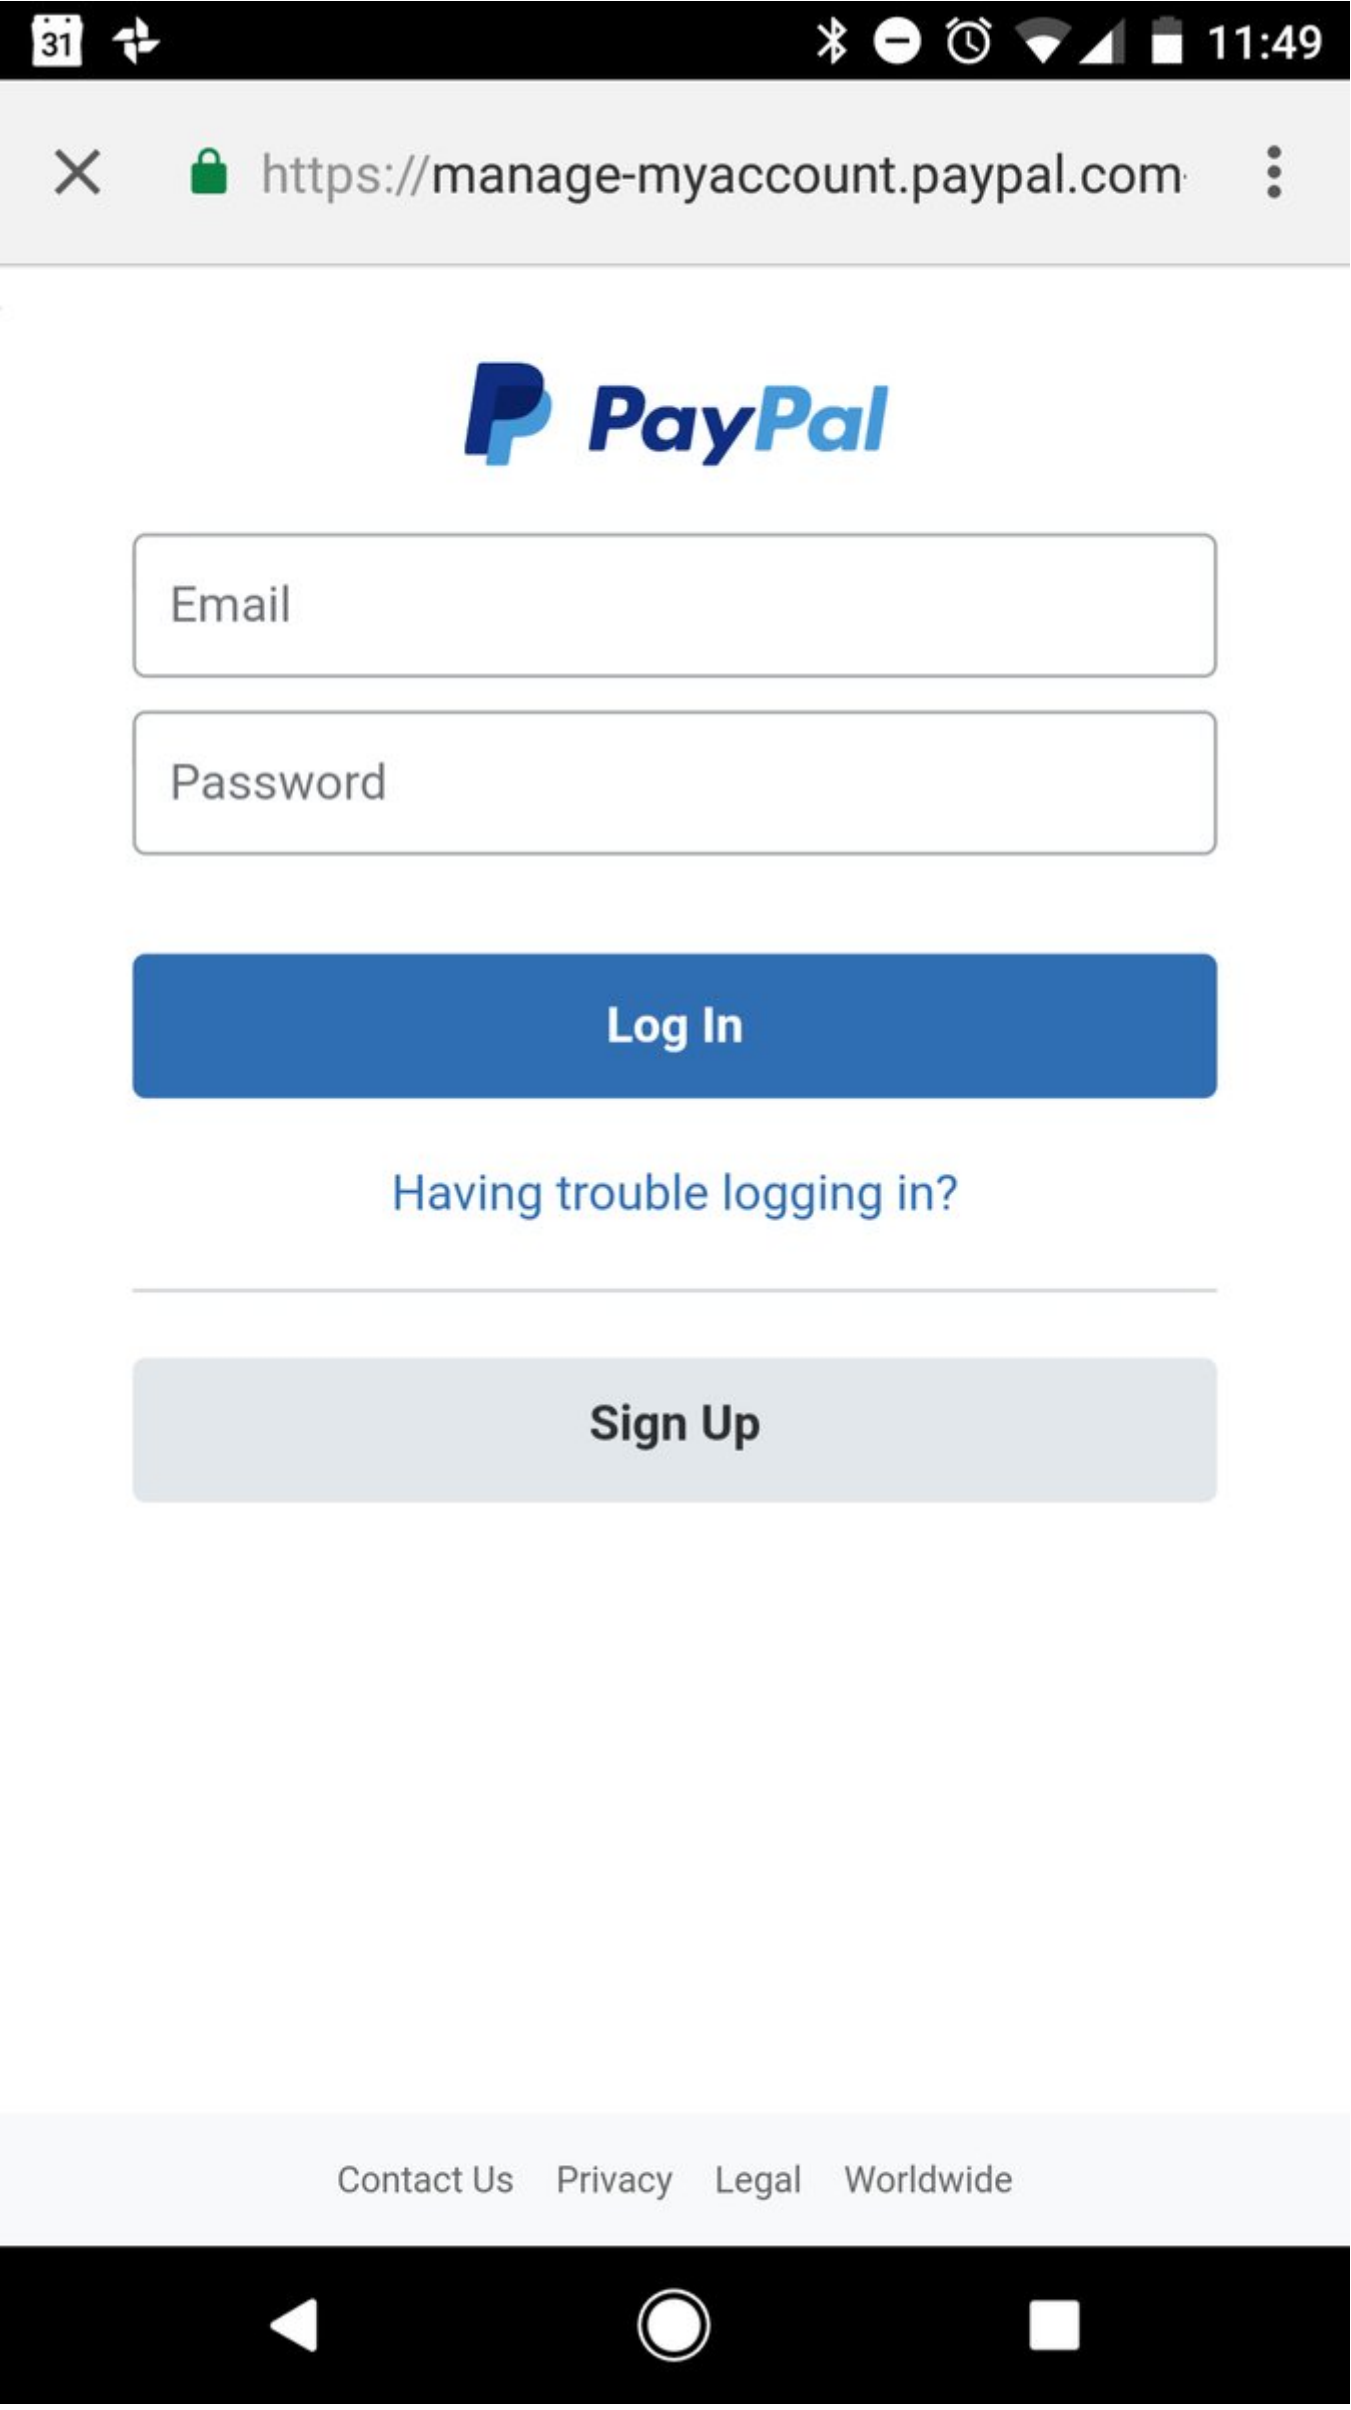 31 11:49
https://manage-myaccount.paypal.com-
PayPal
Email
Password
Log In
Having trouble logging in?
Sign Up
Contact Us Privacy Legal Worldwide